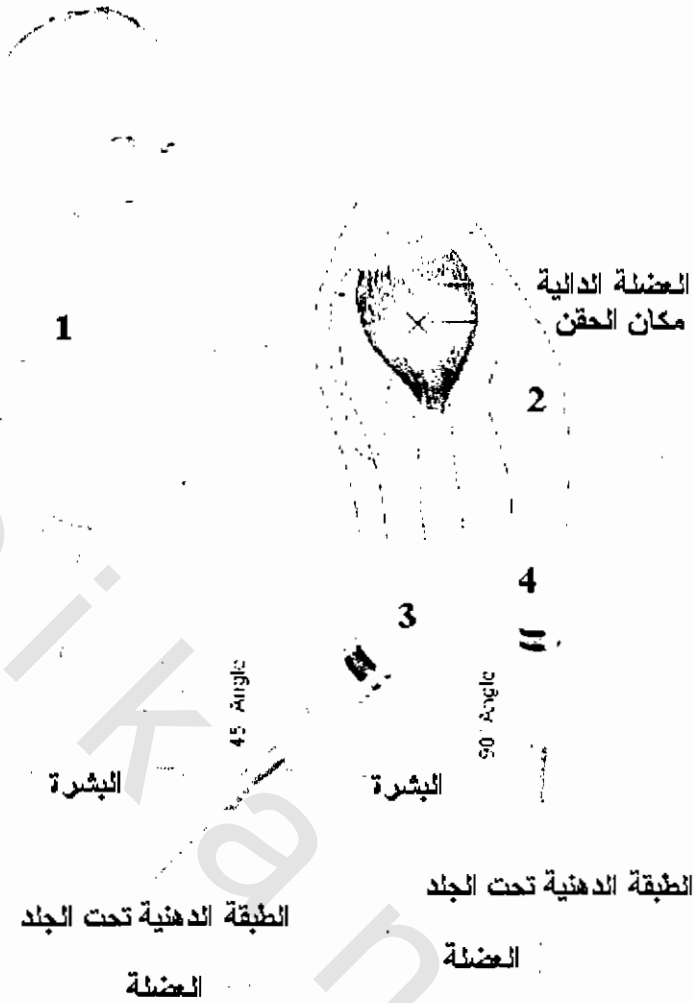 العضلة الدالية
مكان الحقن
1
2
3
4
45 Angle
90 Angle
البشرة
البشرة
الطبقة الدهنية تحت الجلد
الطبقة الدهنية تحت الجلد
العضلة
العضلة